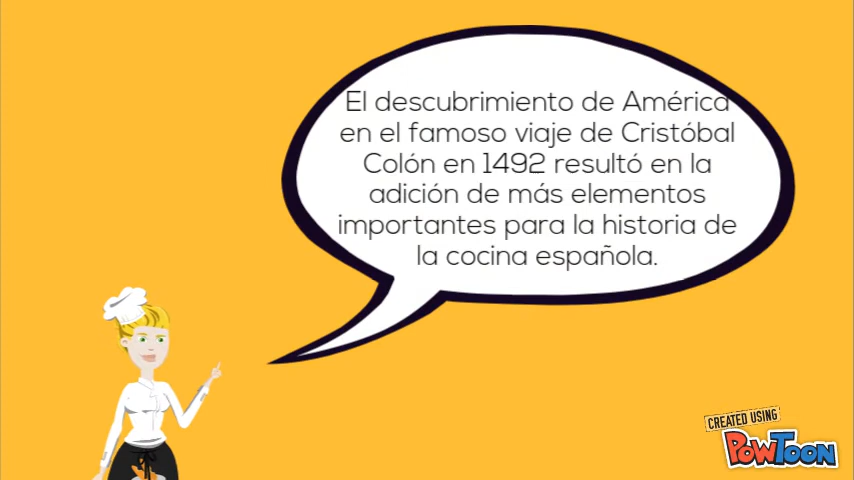 El descubrimiento de América
en el famoso viaje de Cristóbal
Colón en 1492 resultó en la
adición de más elementos
importantes para la historia de
la cocina española.
CREATED USING
POWTOON